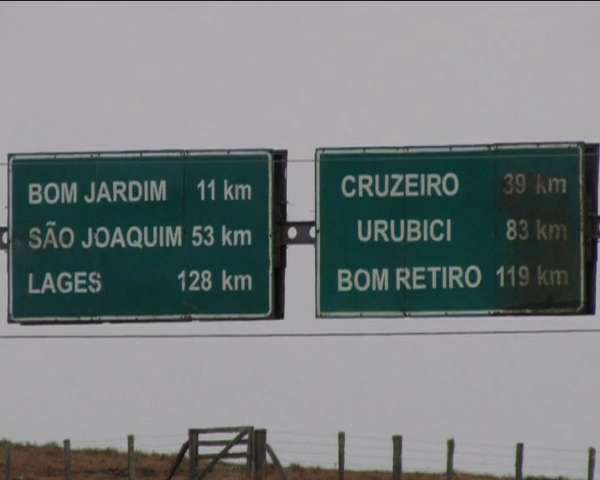 BOM JARDIM 11 km
SÃO JOAQUIM 53 km
LAGES 128 km
CRUZEIRO 39 km
URUBICI 83 km
BOM RETIRO 119 km